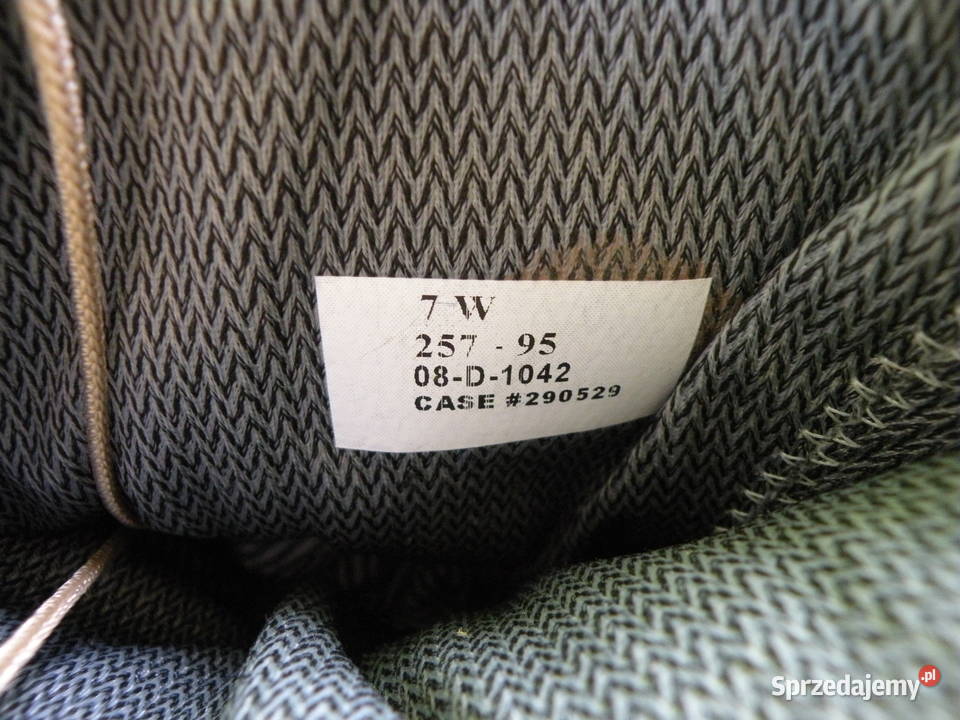 7 W
257 - 95
08-D-1042
CASE #290529
Sprzedajemy.pl